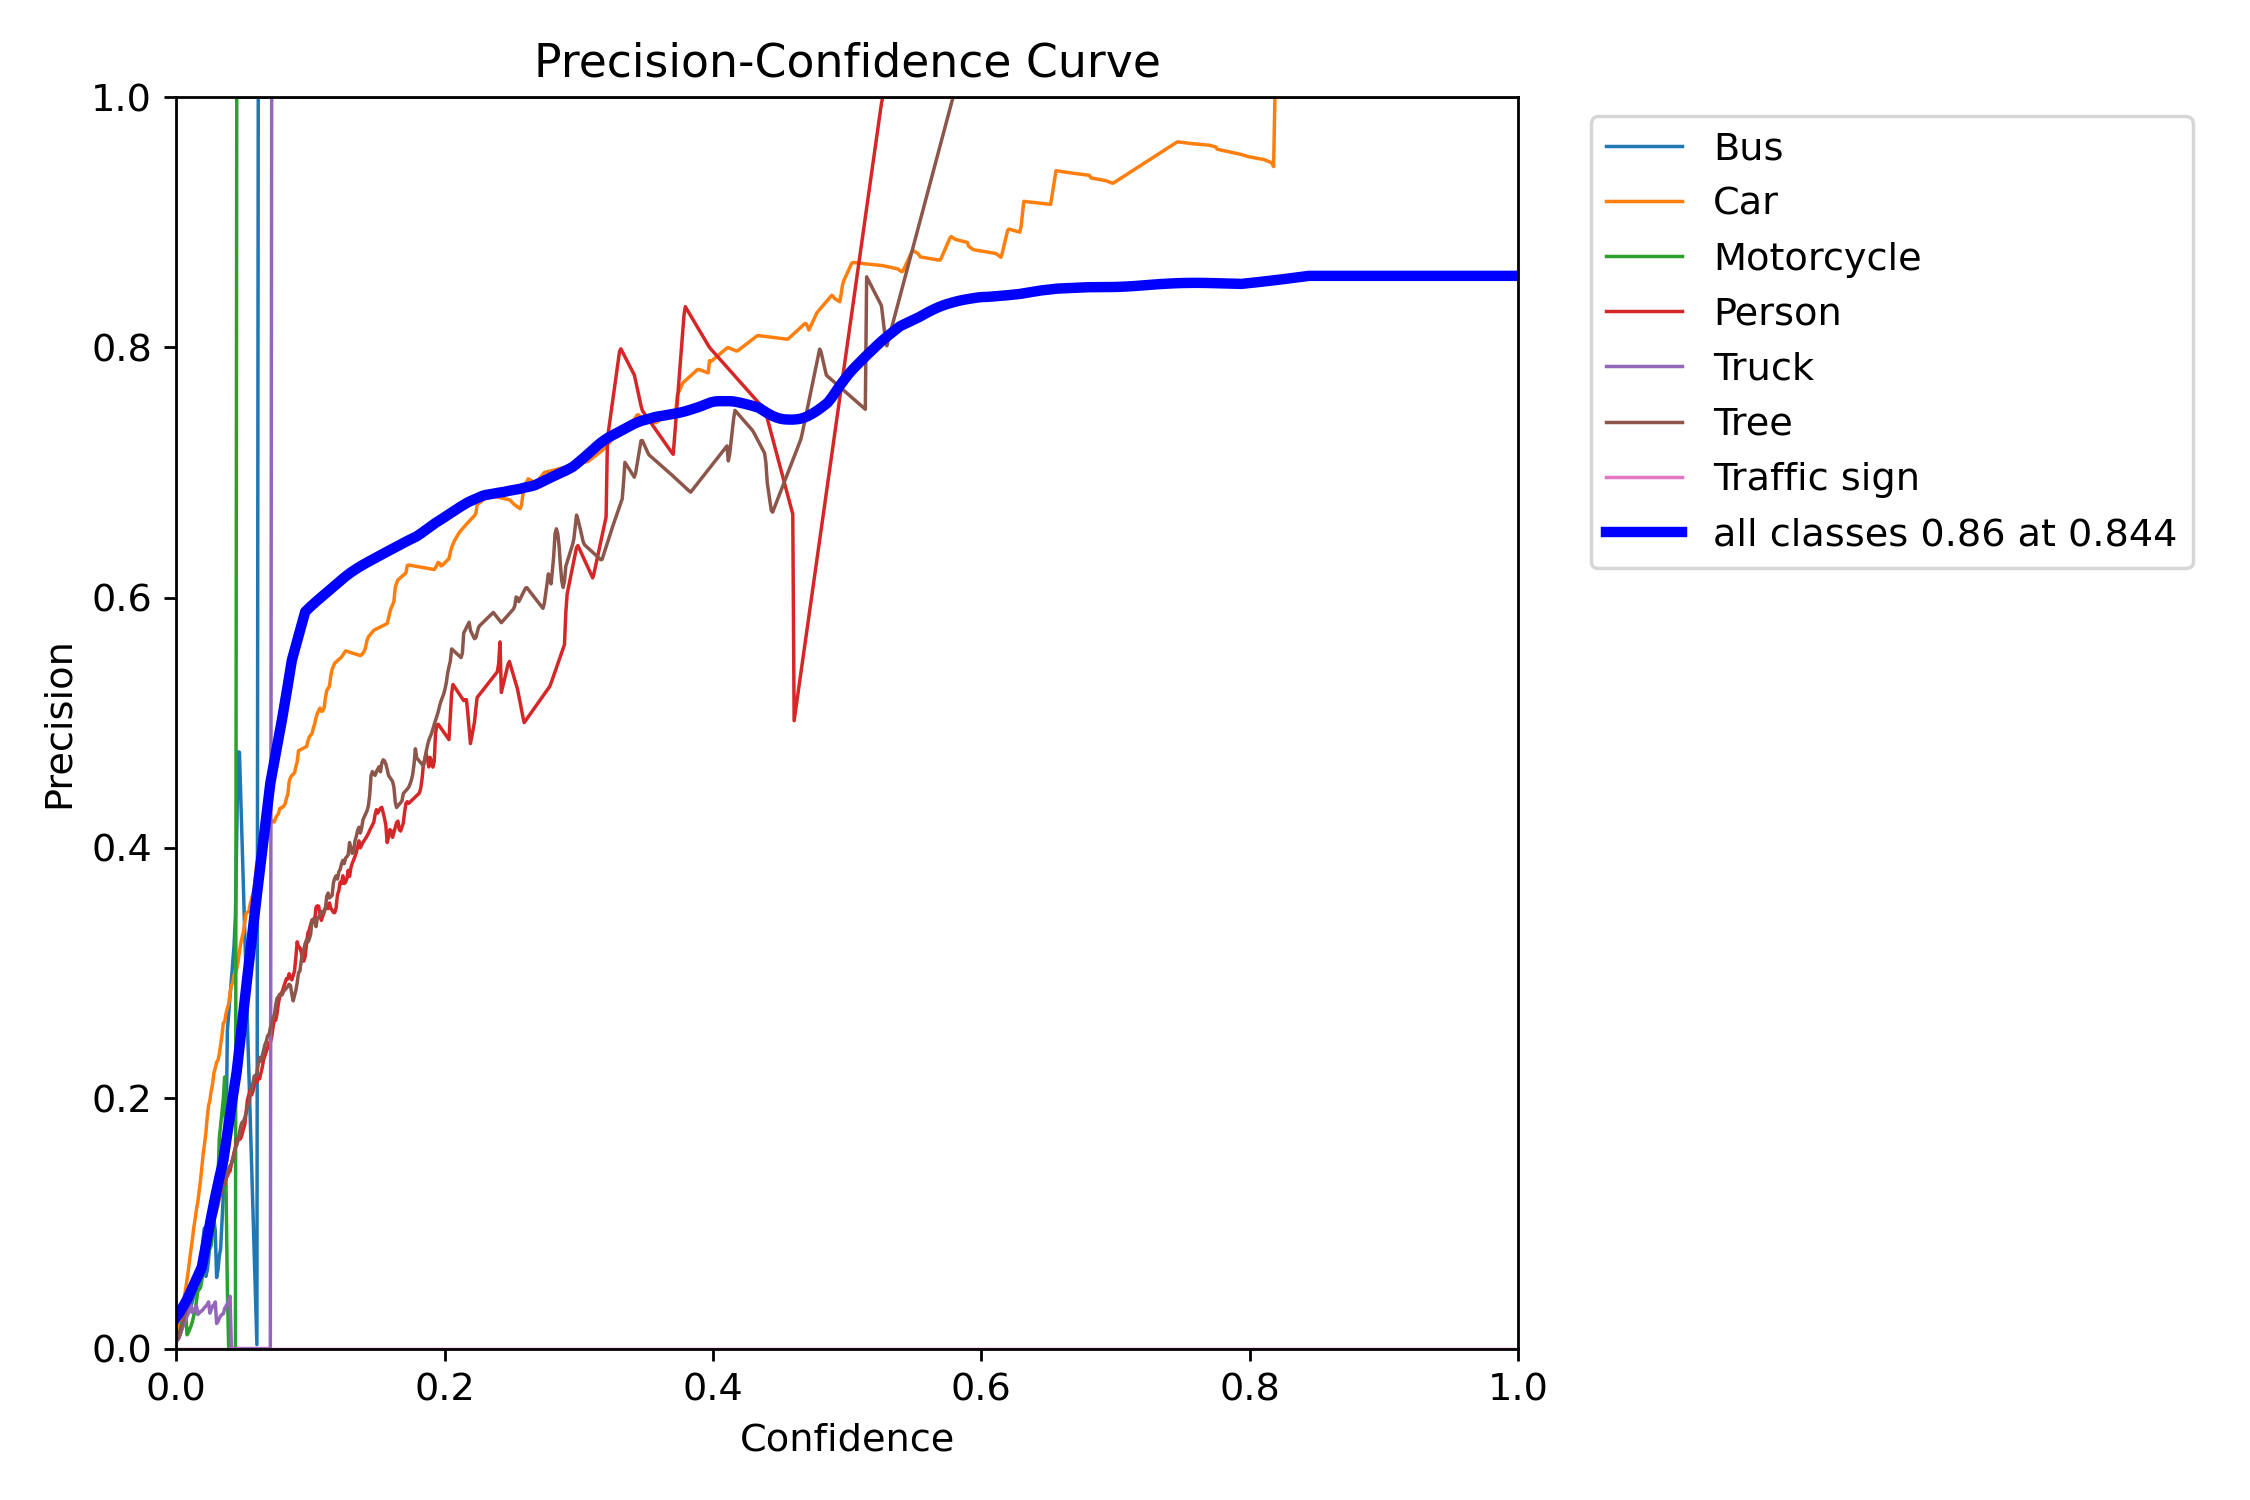 Precision-Confidence Curve
1.0
0.8
0.6
0.4
0.2
0.0
Precision
0.0 0.2 0.4 0.6 0.8 1.0
Confidence
Bus
Car
Motorcycle
Person
Truck
Tree
Traffic sign
all classes 0.86 at 0.844